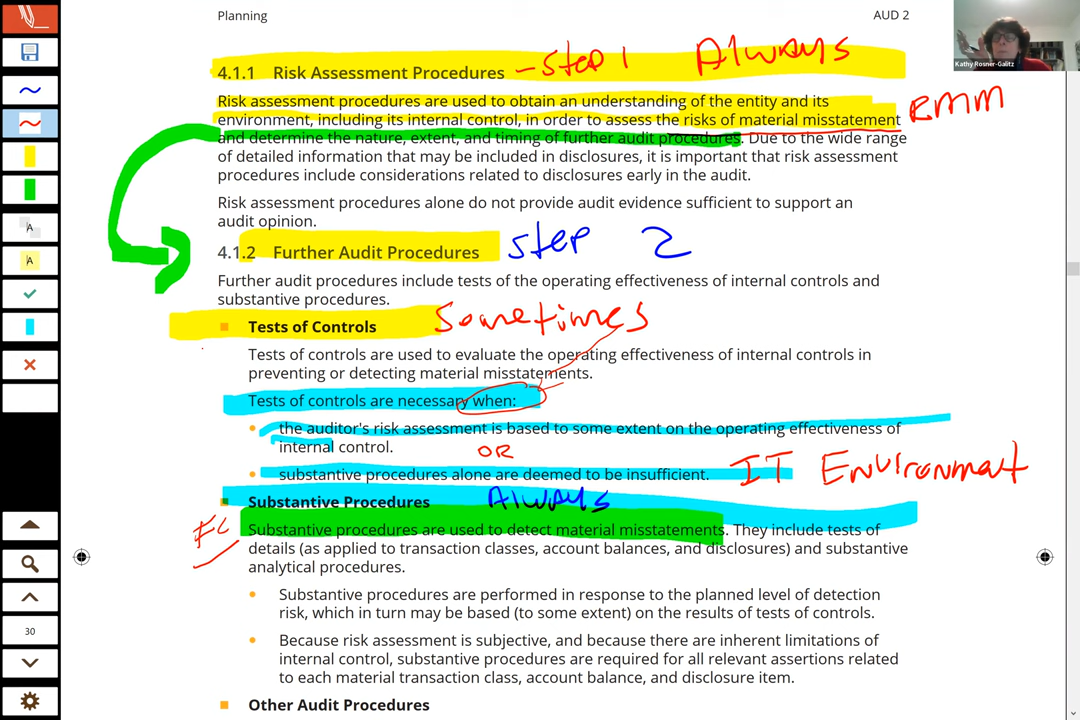 Planning
AUD 2
Kathy Rosner-Galitz
4.1.1 Risk Assessment Procedures – Step 1 Always
Risk assessment procedures are used to obtain an understanding of the entity and its
environment, including its internal control, in order to assess the risks of material misstatement RMM
and determine the nature, extent, and timing of further audit procedures. Due to the wide range
of detailed information that may be included in disclosures, it is important that risk assessment
procedures include considerations related to disclosures early in the audit.
Risk assessment procedures alone do not provide audit evidence sufficient to support an
audit opinion.
4.1.2 Further Audit Procedures Step 2
Further audit procedures include tests of the operating effectiveness of internal controls and
substantive procedures.
Tests of Controls Sometimes
Tests of controls are used to evaluate the operating effectiveness of internal controls in
preventing or detecting material misstatements.
Tests of controls are necessary when:
the auditor's risk assessment is based to some extent on the operating effectiveness of
internal control.
OR
substantive procedures alone are deemed to be insufficient. IT Environment
Substantive Procedures Always
Substantive procedures are used to detect material misstatements. They include tests of
details (as applied to transaction classes, account balances, and disclosures) and substantive
analytical procedures.
Substantive procedures are performed in response to the planned level of detection
risk, which in turn may be based (to some extent) on the results of tests of controls.
Because risk assessment is subjective, and because there are inherent limitations of
internal control, substantive procedures are required for all relevant assertions related
to each material transaction class, account balance, and disclosure item.
Other Audit Procedures
30